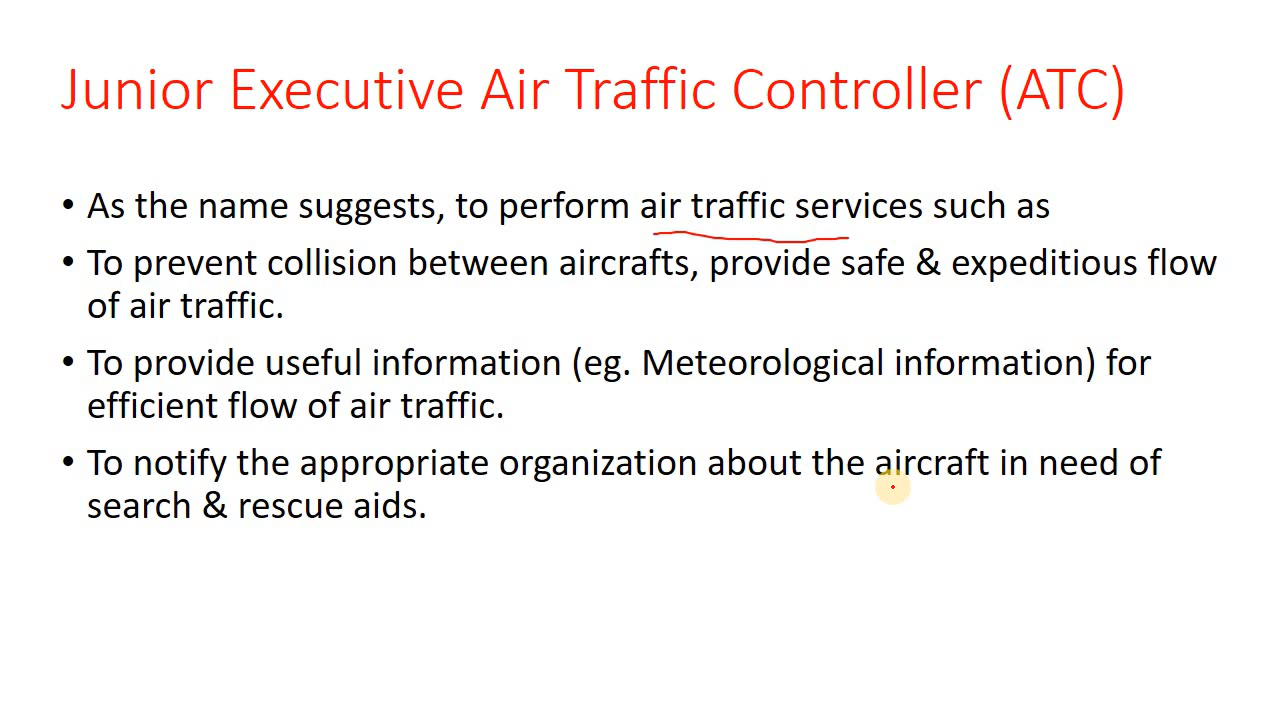 Junior Executive Air Traffic Controller (ATC)
• As the name suggests, to perform air traffic services such as
• To prevent collision between aircrafts, provide safe & expeditious flow
of air traffic.
• To provide useful information (eg. Meteorological information) for
efficient flow of air traffic.
• To notify the appropriate organization about the aircraft in need of
search & rescue aids.